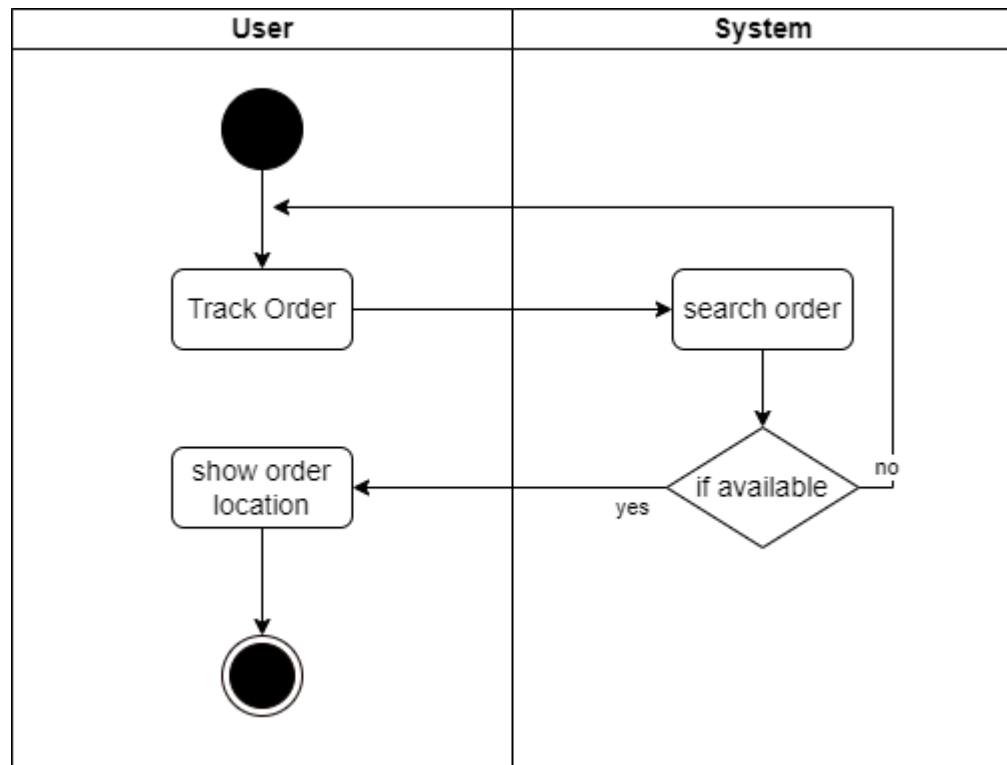 User
System
Track Order
search order
show order
location
yes
if available
no